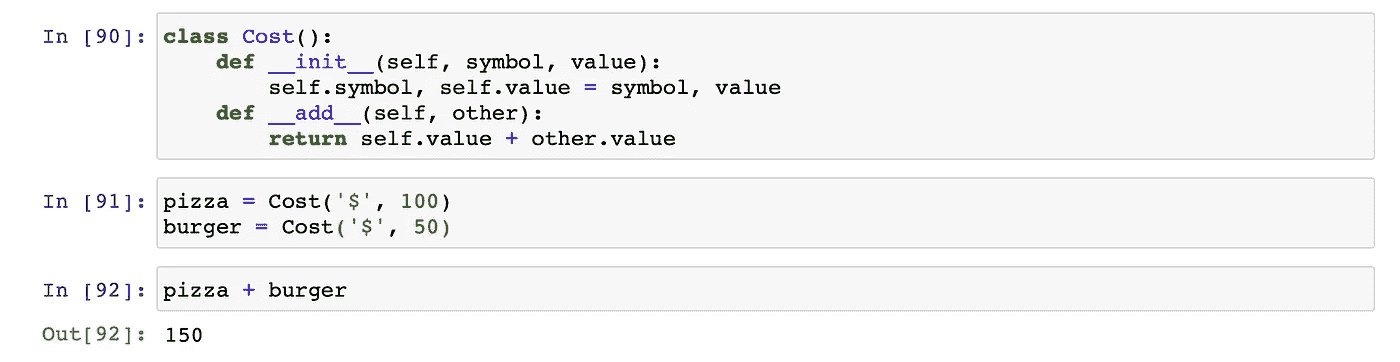 In [90]: class Cost():
    def __init__(self, symbol, value):
        self.symbol, self.value = symbol, value
    def __add__(self, other):
        return self.value + other.value
In [91]: pizza = Cost('$', 100)
burger = Cost('$', 50)
In [92]: pizza + burger
Out[92]: 150